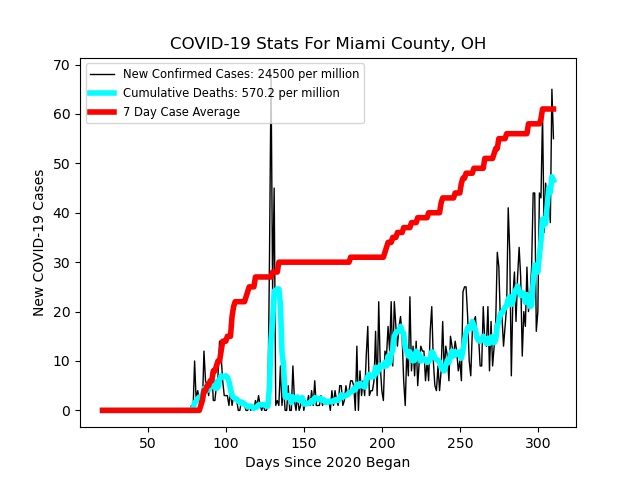 COVID-19 Stats For Miami County, OH
New Confirmed Cases: 24500 per million
Cumulative Deaths: 570.2 per million
7 Day Case Average
70
60
50
40
30
20
10
0
New COVID-19 Cases
50
100
150
200
250
300
Days Since 2020 Began